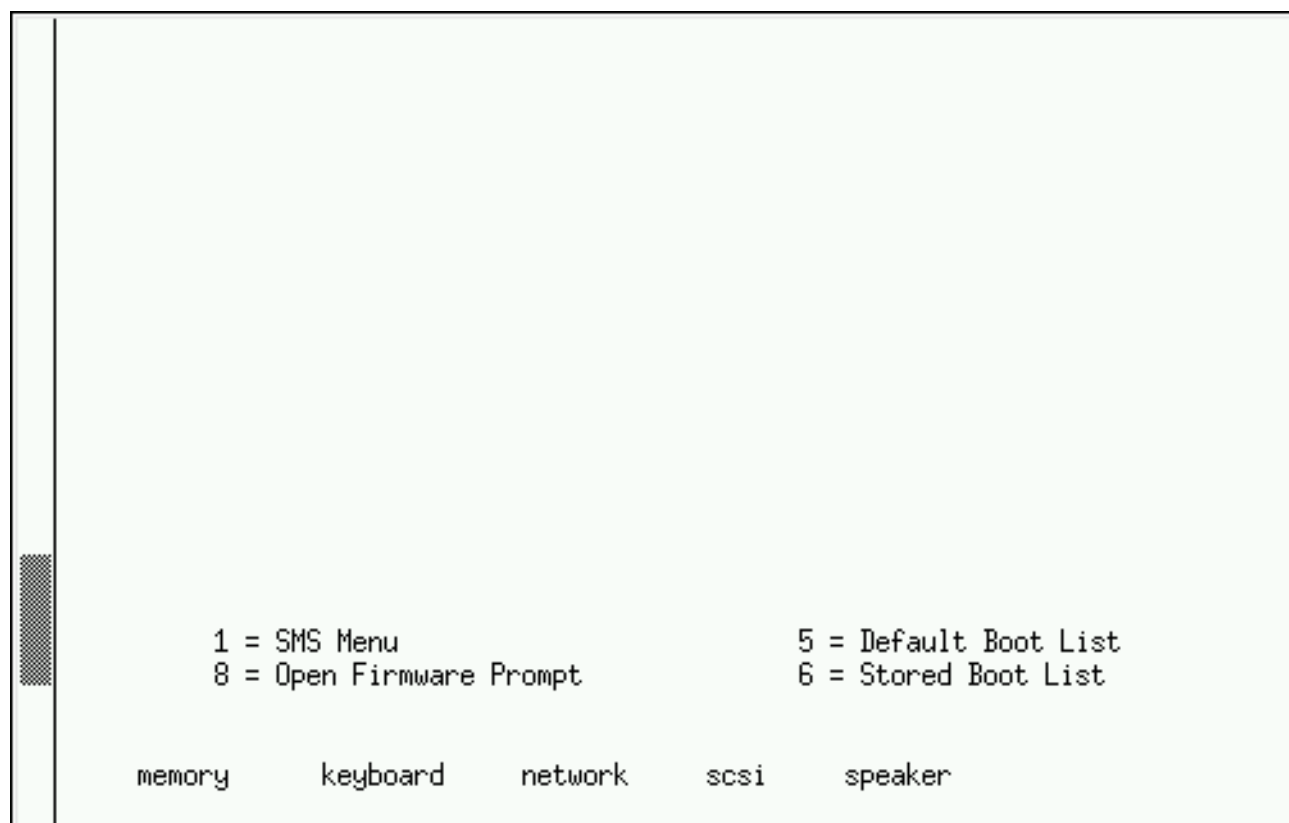 1 = SMS Menu 5 = Default Boot List
8 = Open Firmware Prompt 6 = Stored Boot List
memory keyboard network scsi speaker